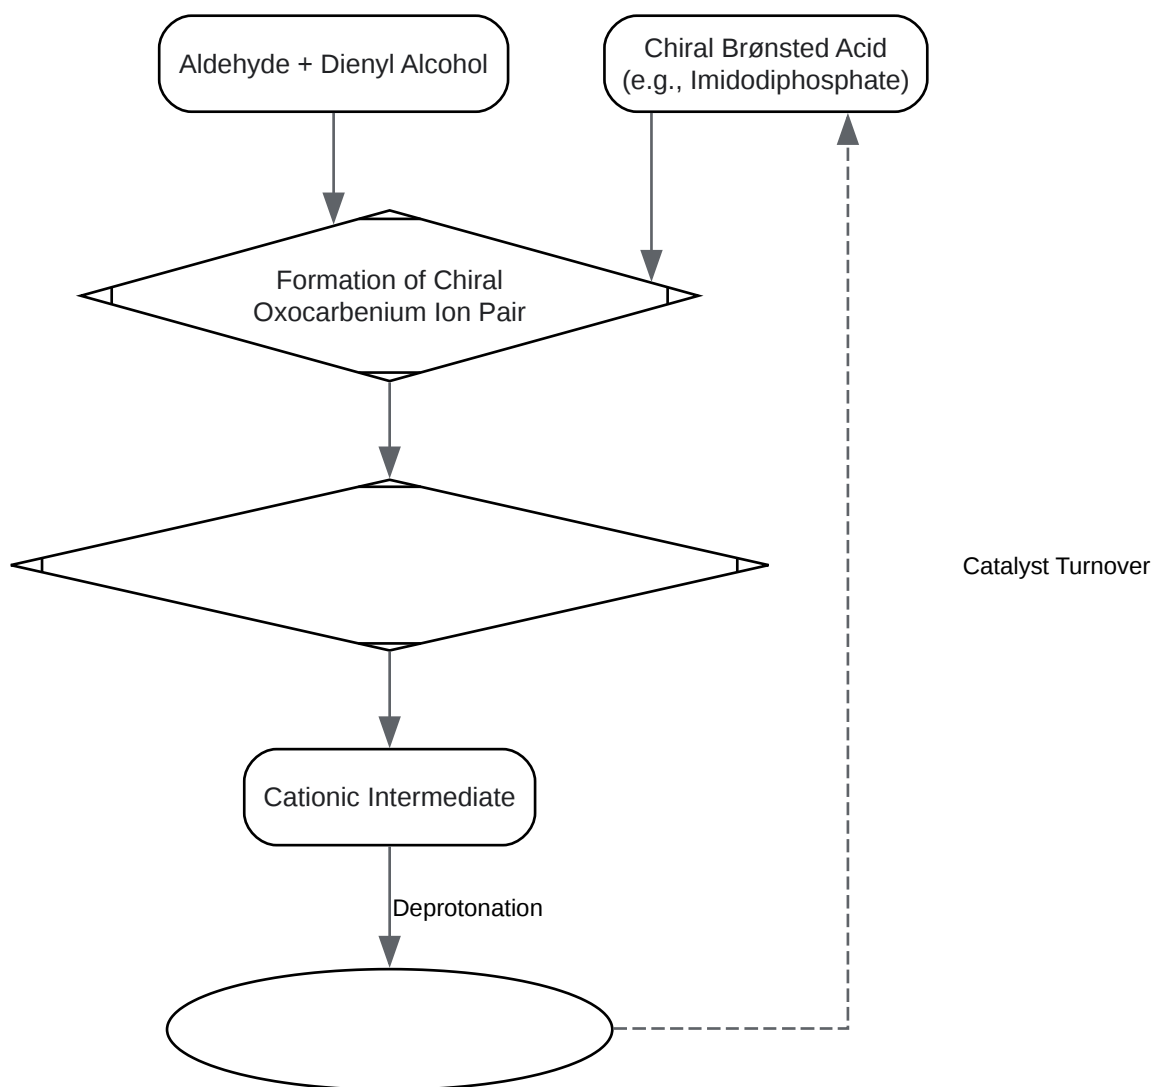 Aldehyde + Dienyl Alcohol
Chiral Brønsted Acid
(e.g., Imidodiphosphate)
Formation of Chiral
Oxocarbenium Ion Pair
Catalyst Turnover
Cationic Intermediate
Deprotonation